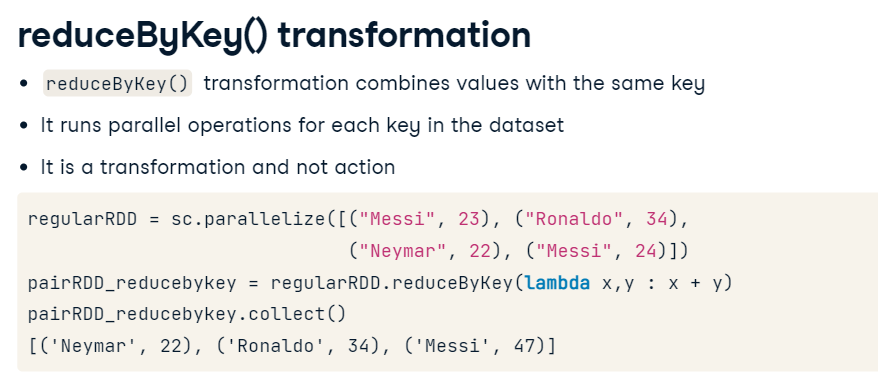 reduceByKey() transformation
• reduceByKey() transformation combines values with the same key
• It runs parallel operations for each key in the dataset
• It is a transformation and not action
regularRDD = sc.parallelize([("Messi", 23), ("Ronaldo", 34),
("Neymar", 22), ("Messi", 24)])
pairRDD_reducebykey = regularRDD.reduceByKey(lambda x,y : x + y)
pairRDD_reducebykey.collect()
[('Neymar', 22), ('Ronaldo', 34), ('Messi', 47)]